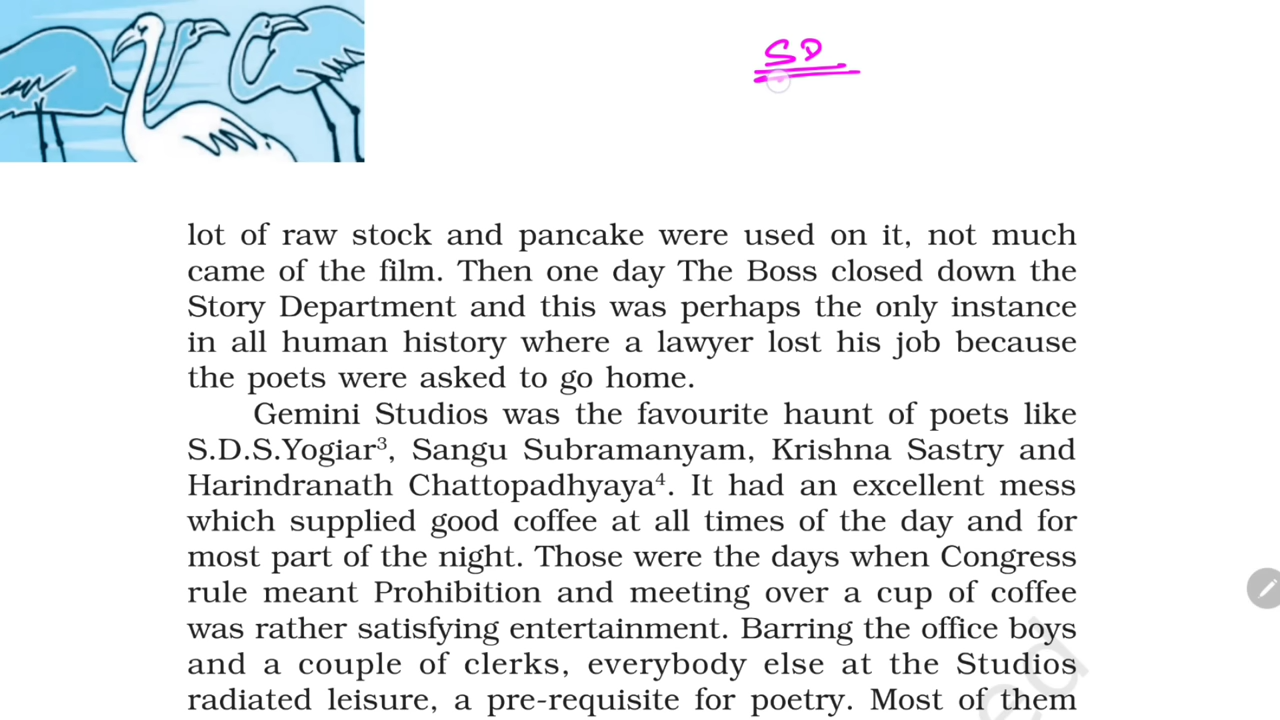 SD
lot of raw stock and pancake were used on it, not much
came of the film. Then one day The Boss closed down the
Story Department and this was perhaps the only instance
in all human history where a lawyer lost his job because
the poets were asked to go home.
Gemini Studios was the favourite haunt of poets like
S.D.S.Yogiar³, Sangu Subramanyam, Krishna Sastry and
Harindranath Chattopadhyaya⁴. It had an excellent mess
which supplied good coffee at all times of the day and for
most part of the night. Those were the days when Congress
rule meant Prohibition and meeting over a cup of coffee
was rather satisfying entertainment. Barring the office boys
and a couple of clerks, everybody else at the Studios
radiated leisure, a pre-requisite for poetry. Most of them